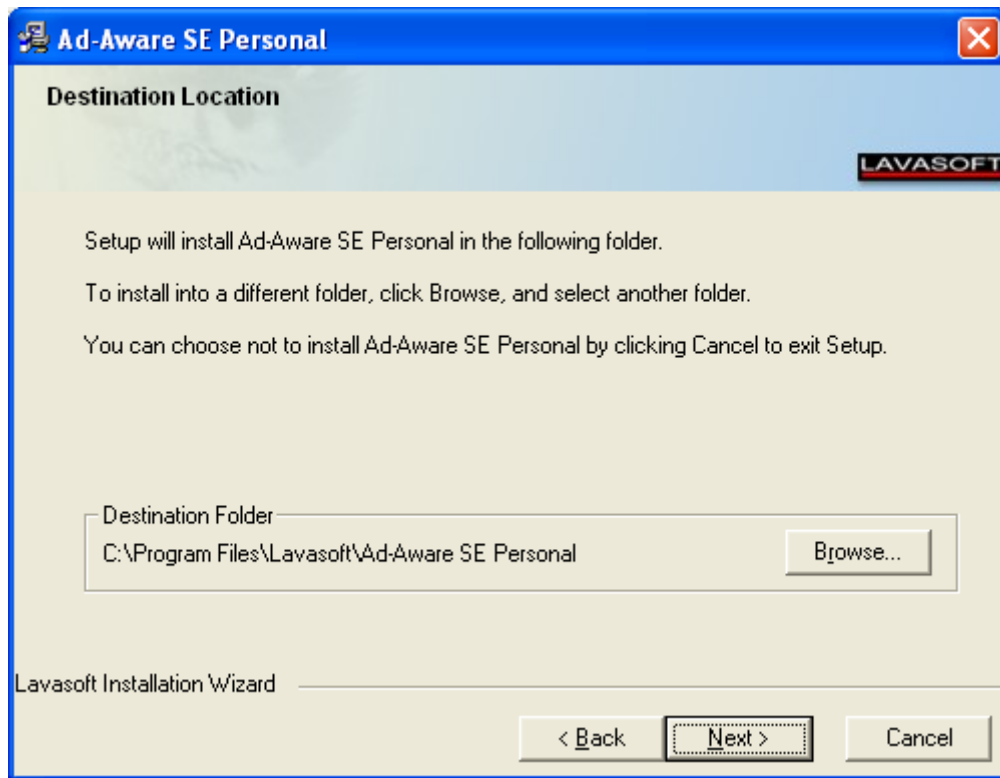 Ad-Aware SE Personal
Destination Location
LAVASOFT
Setup will install Ad-Aware SE Personal in the following folder.
To install into a different folder, click Browse, and select another folder.
You can choose not to install Ad-Aware SE Personal by clicking Cancel to exit Setup.
Destination Folder
C:\Program Files\Lavasoft\Ad-Aware SE Personal
Browse...
Lavasoft Installation Wizard
< Back
Next >
Cancel